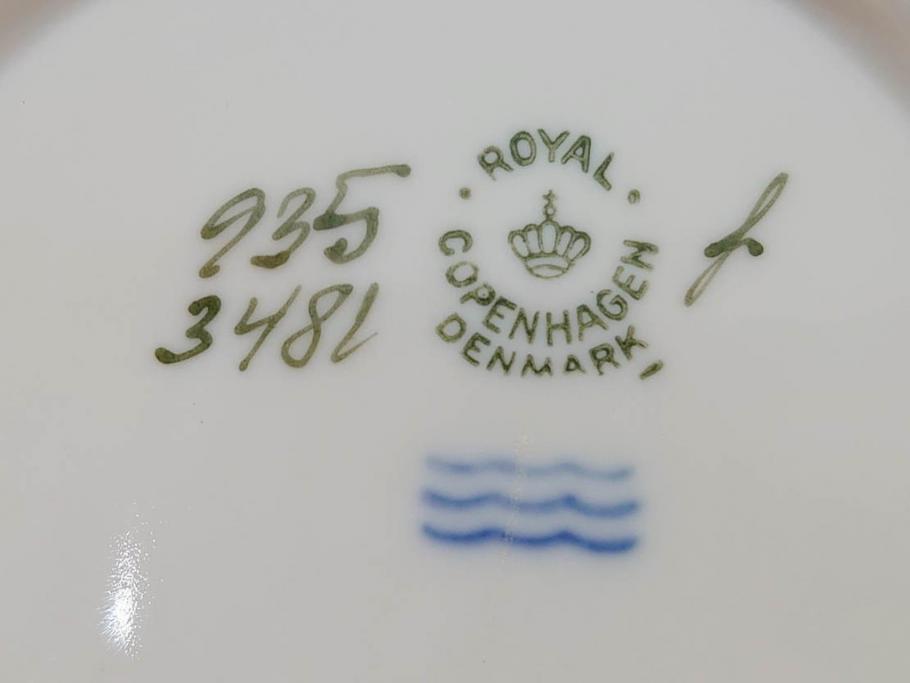 935
3481
ROYAL
COPENHAGEN
DENMARK
f